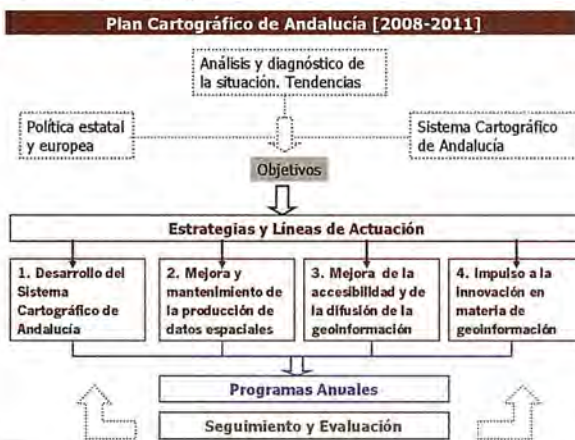 Plan Cartográfico de Andalucía [2008-2011]
Análisis y diagnóstico de
la situación. Tendencias
Política estatal
y europea
Sistema Cartográfico
de Andalucía
Objetivos
Estrategias y Líneas de Actuación
1. Desarrollo del
Sistema
Cartográfico de
Andalucía
2. Mejora y
mantenimiento de
la producción de
datos espaciales
3. Mejora de la
accesibilidad y de
la difusión de la
geoinformación
4. Impulso a la
innovación en
materia de
geoinformación
Programas Anuales
Seguimiento y Evaluación